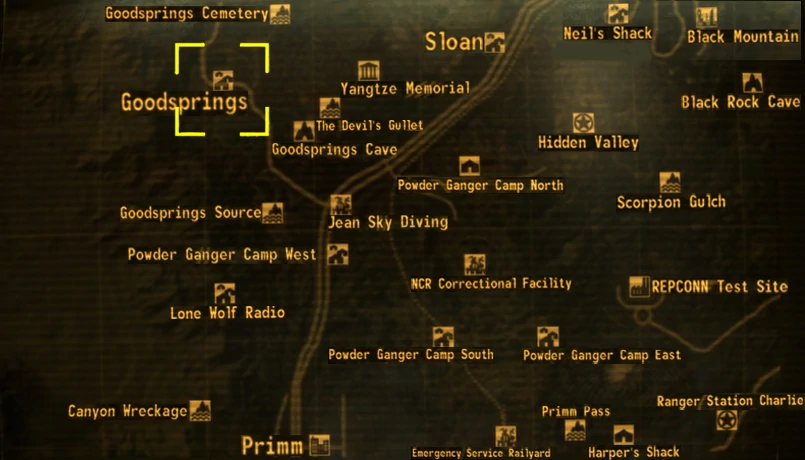 Goodsprings Cemetery
Neil's Shack
Black Mountain
Sloan
Yangtze Memorial
Goodsprings
Black Rock Cave
The Devil's Gullet
Hidden Valley
Goodsprings Cave
Powder Ganger Camp North
Scorpion Gulch
Goodsprings Source
Jean Sky Diving
Powder Ganger Camp West
NCR Correctional Facility
REPCONN Test Site
Lone Wolf Radio
Powder Ganger Camp South
Powder Ganger Camp East
Ranger Station Charlie
Canyon Wreckage
Primm Pass
Primm
Emergency Service Railyard
Harper's Shack